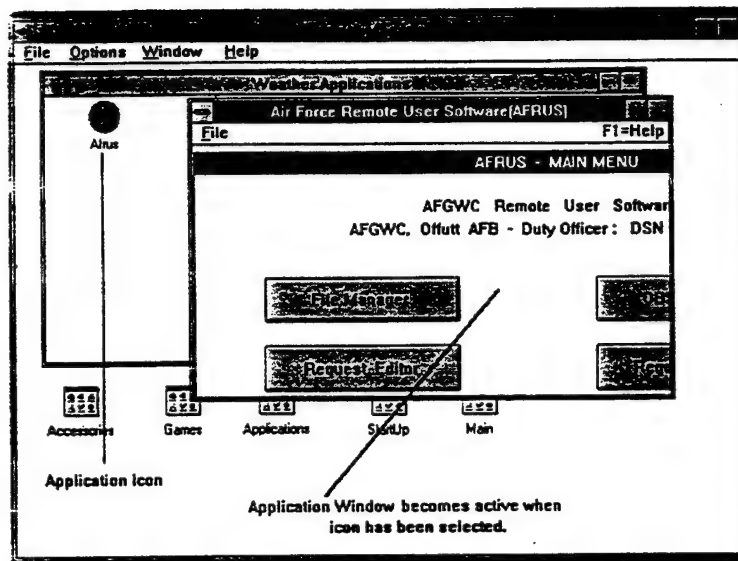 File Options Window Help
Weather Applications
Afrus
Air Force Remote User Software(AFRUS)
File F1=Help
AFRUS - MAIN MENU
AFGWC Remote User Softwar
AFGWC, Offutt AFB - Duty Officer: DSN
File Manager
DB
Request Editor
Requ
Accessories Games Applications StartUp Main
Application Icon
Application Window becomes active when
icon has been selected.